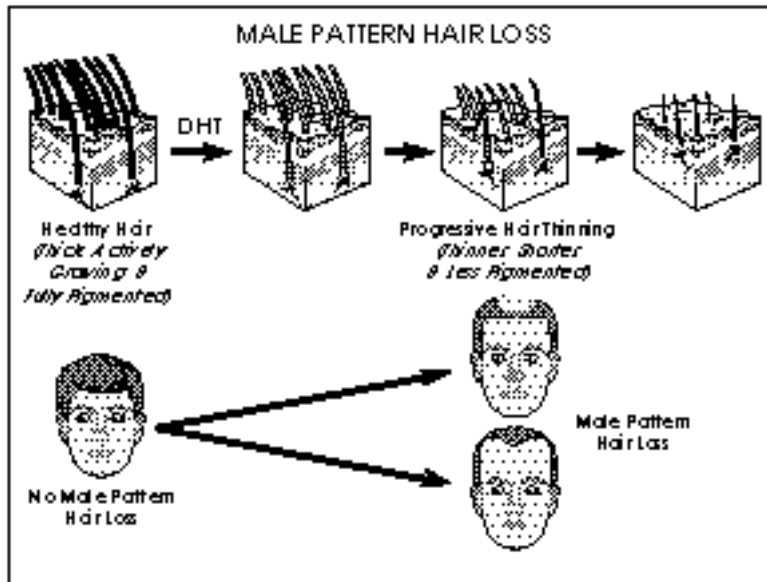 MALE PATTERN HAIR LOSS
DHT
Healthy Hair
(Thick Actively
Growing &
Fully Pigmented)
Progressive Hair Thinning
(Thinner Shorter
& Less Pigmented)
No Male Pattern
Hair Loss
Male Pattern
Hair Loss